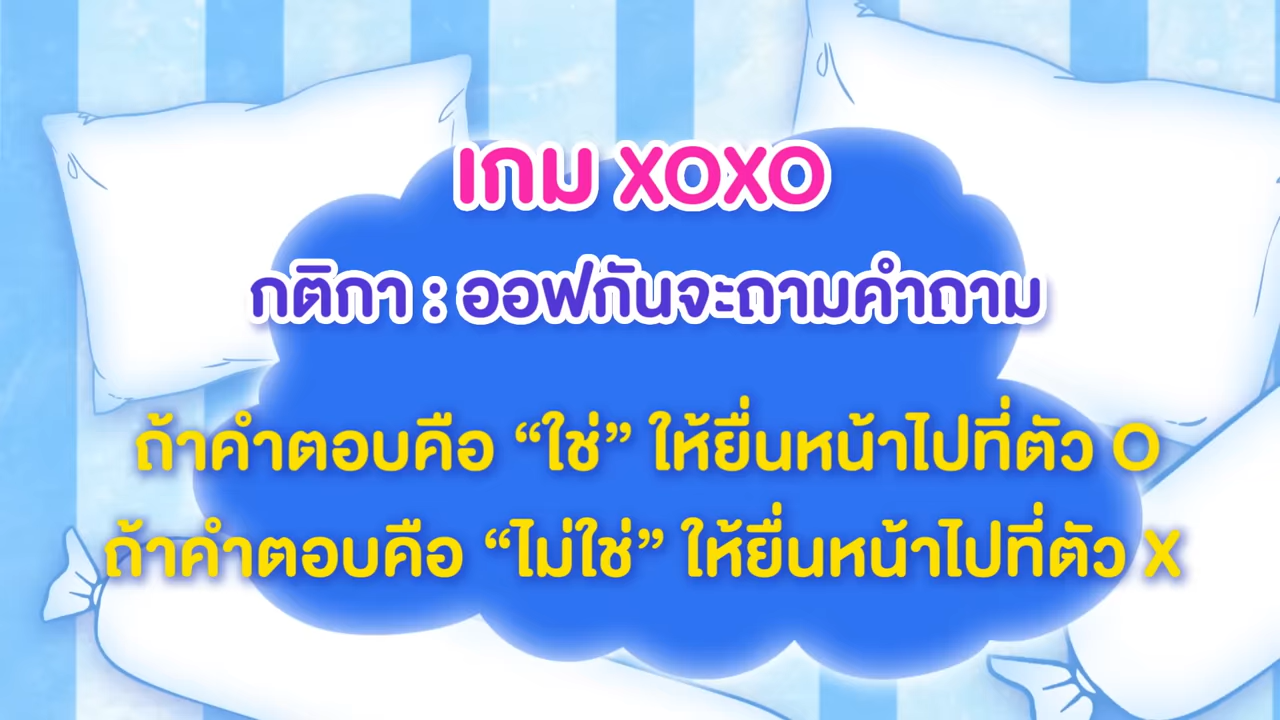 เกม XOXO
กติกา : ออฟกันจะถามคำถาม
ถ้าคำตอบคือ “ใช่” ให้ยื่นหน้าไปที่ตัว O
ถ้าคำตอบคือ “ไม่ใช่” ให้ยื่นหน้าไปที่ตัว X